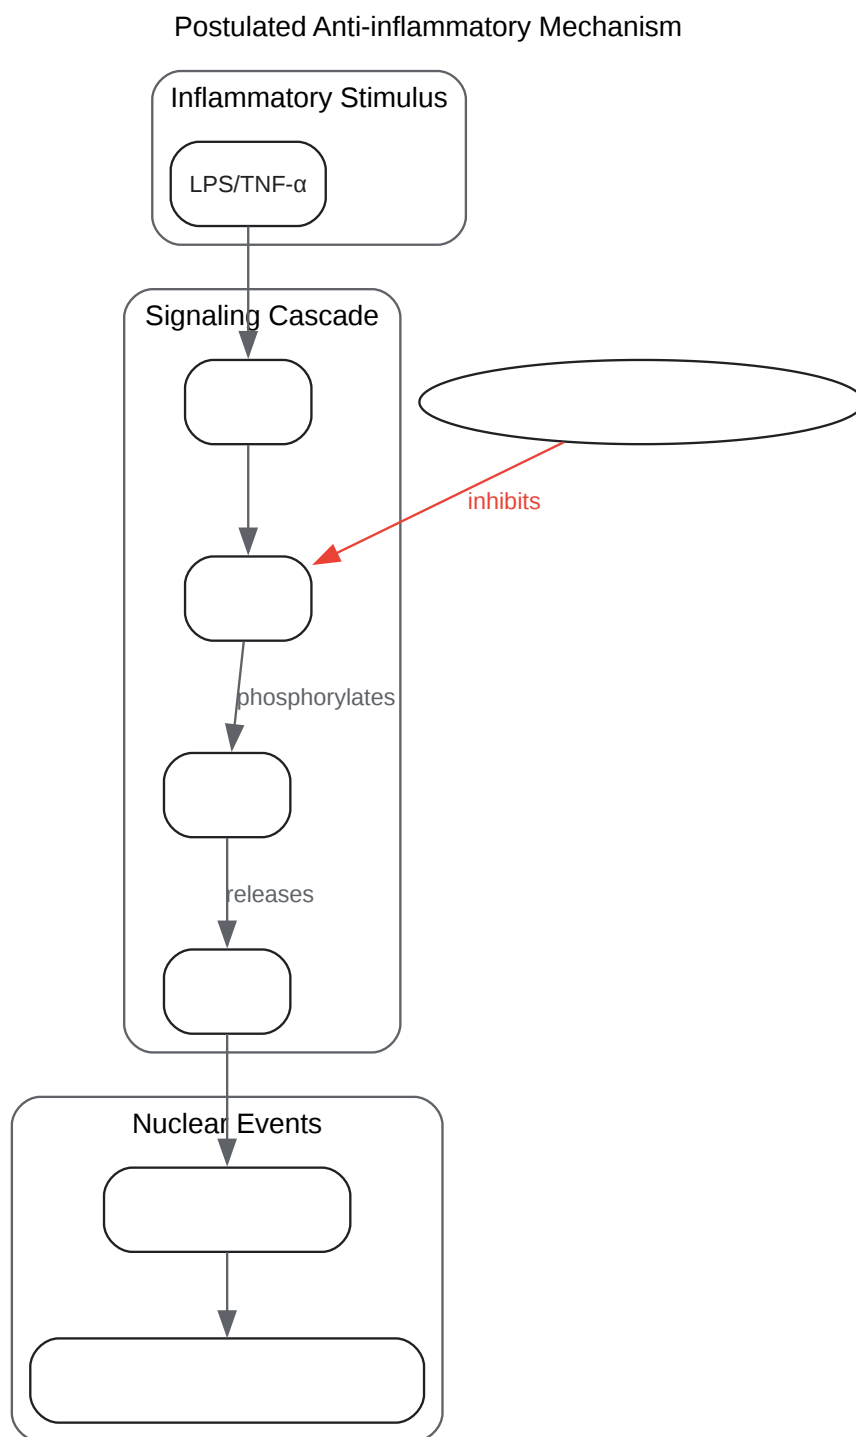 Postulated Anti-inflammatory Mechanism
Inflammatory Stimulus
LPS/TNF-α
Signaling Cascade
inhibits
phosphorylates
releases
Nuclear Events